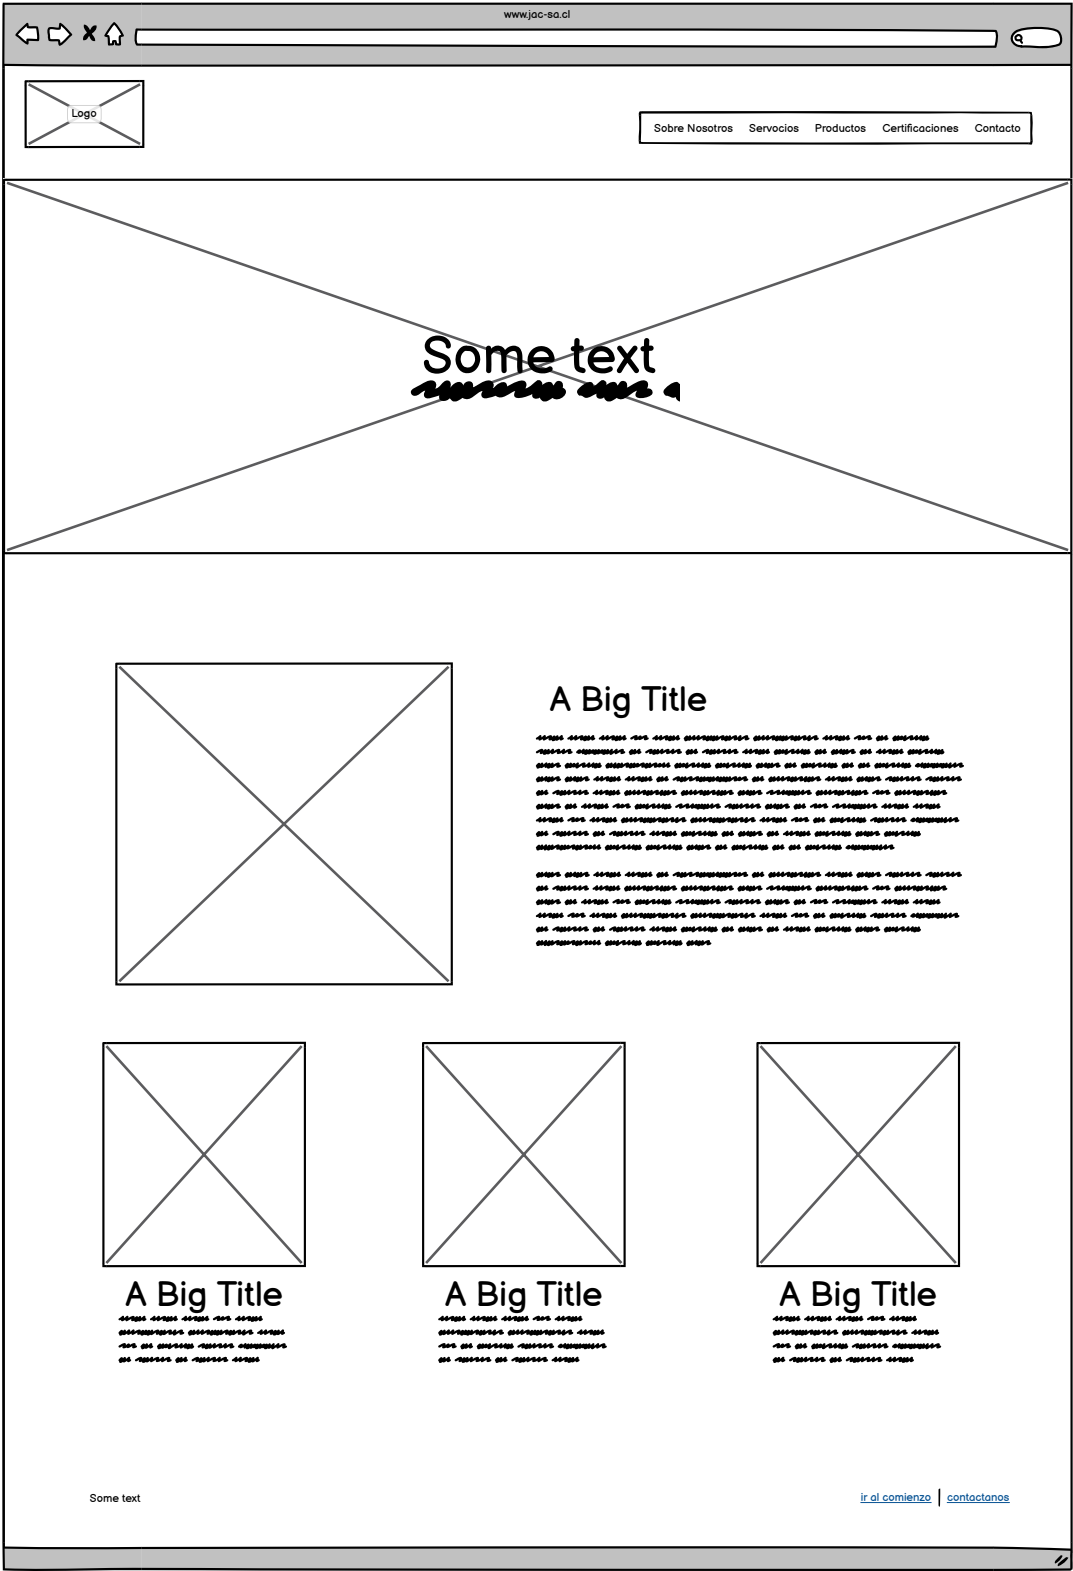 www.jac-sa.cl
Logo
Sobre Nosotros Servocios Productos Certificaciones Contacto
Some text
A Big Title
A Big Title A Big Title A Big Title
Some text ir al comienzo | contactanos